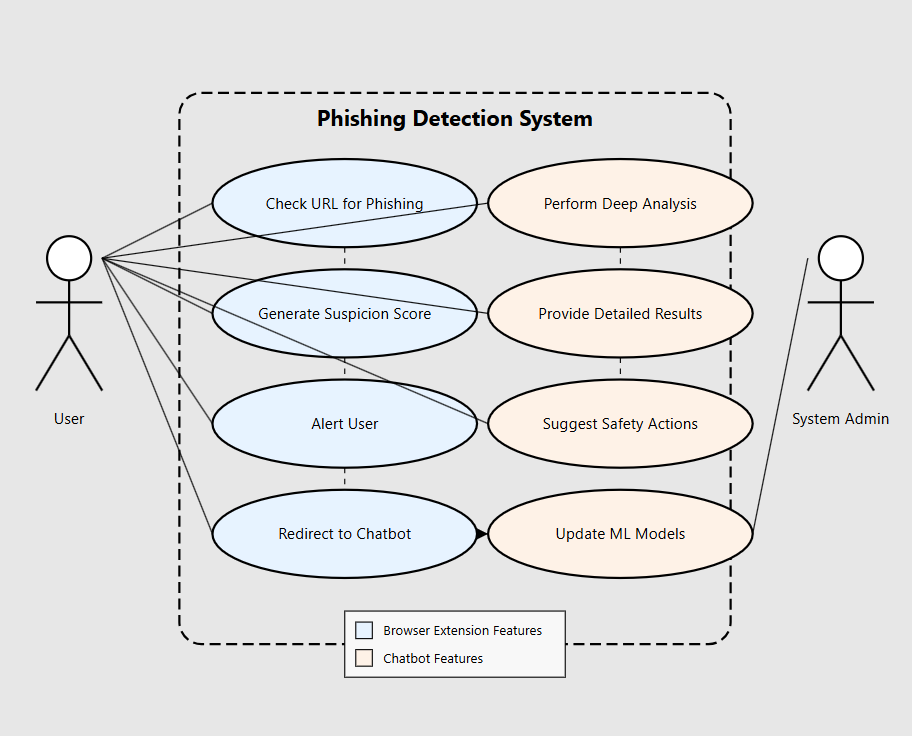 Phishing Detection System
Check URL for Phishing
Perform Deep Analysis
Generate Suspicion Score
Provide Detailed Results
Alert User
Suggest Safety Actions
User
System Admin
Redirect to Chatbot
Update ML Models
Browser Extension Features
Chatbot Features